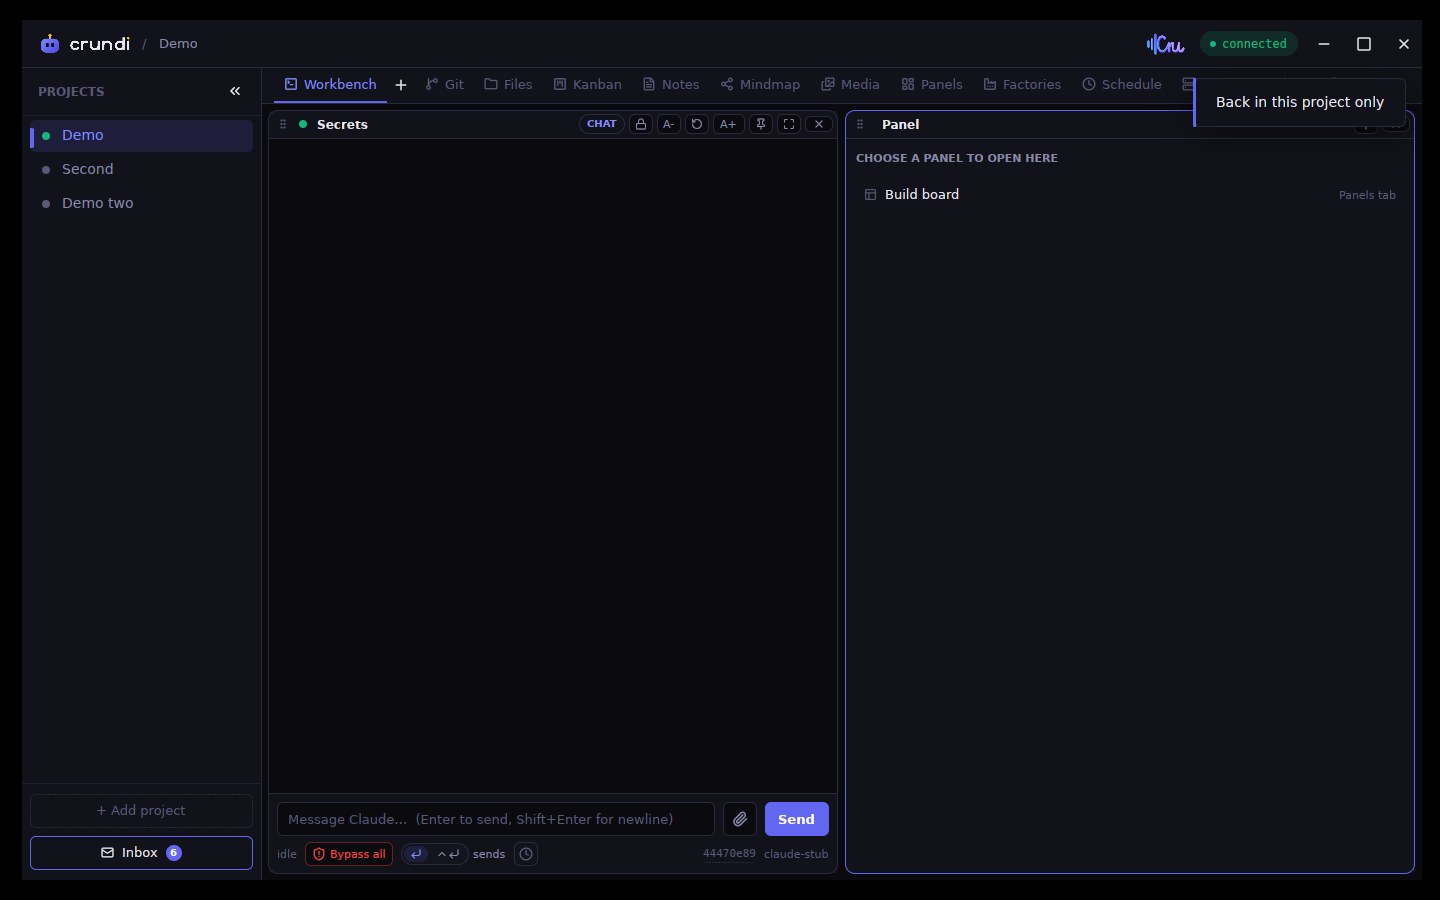 crundi / Demo
Cru
connected
PROJECTS
Demo
Second
Demo two
+ Add project
Inbox 6
Workbench
Git
Files
Kanban
Notes
Mindmap
Media
Panels
Factories
Schedule
Back in this project only
Secrets
CHAT
A-
A+
Panel
CHOOSE A PANEL TO OPEN HERE
Build board
Panels tab
Message Claude... (Enter to send, Shift+Enter for newline)
Send
idle
Bypass all
sends
44470e89
claude-stub